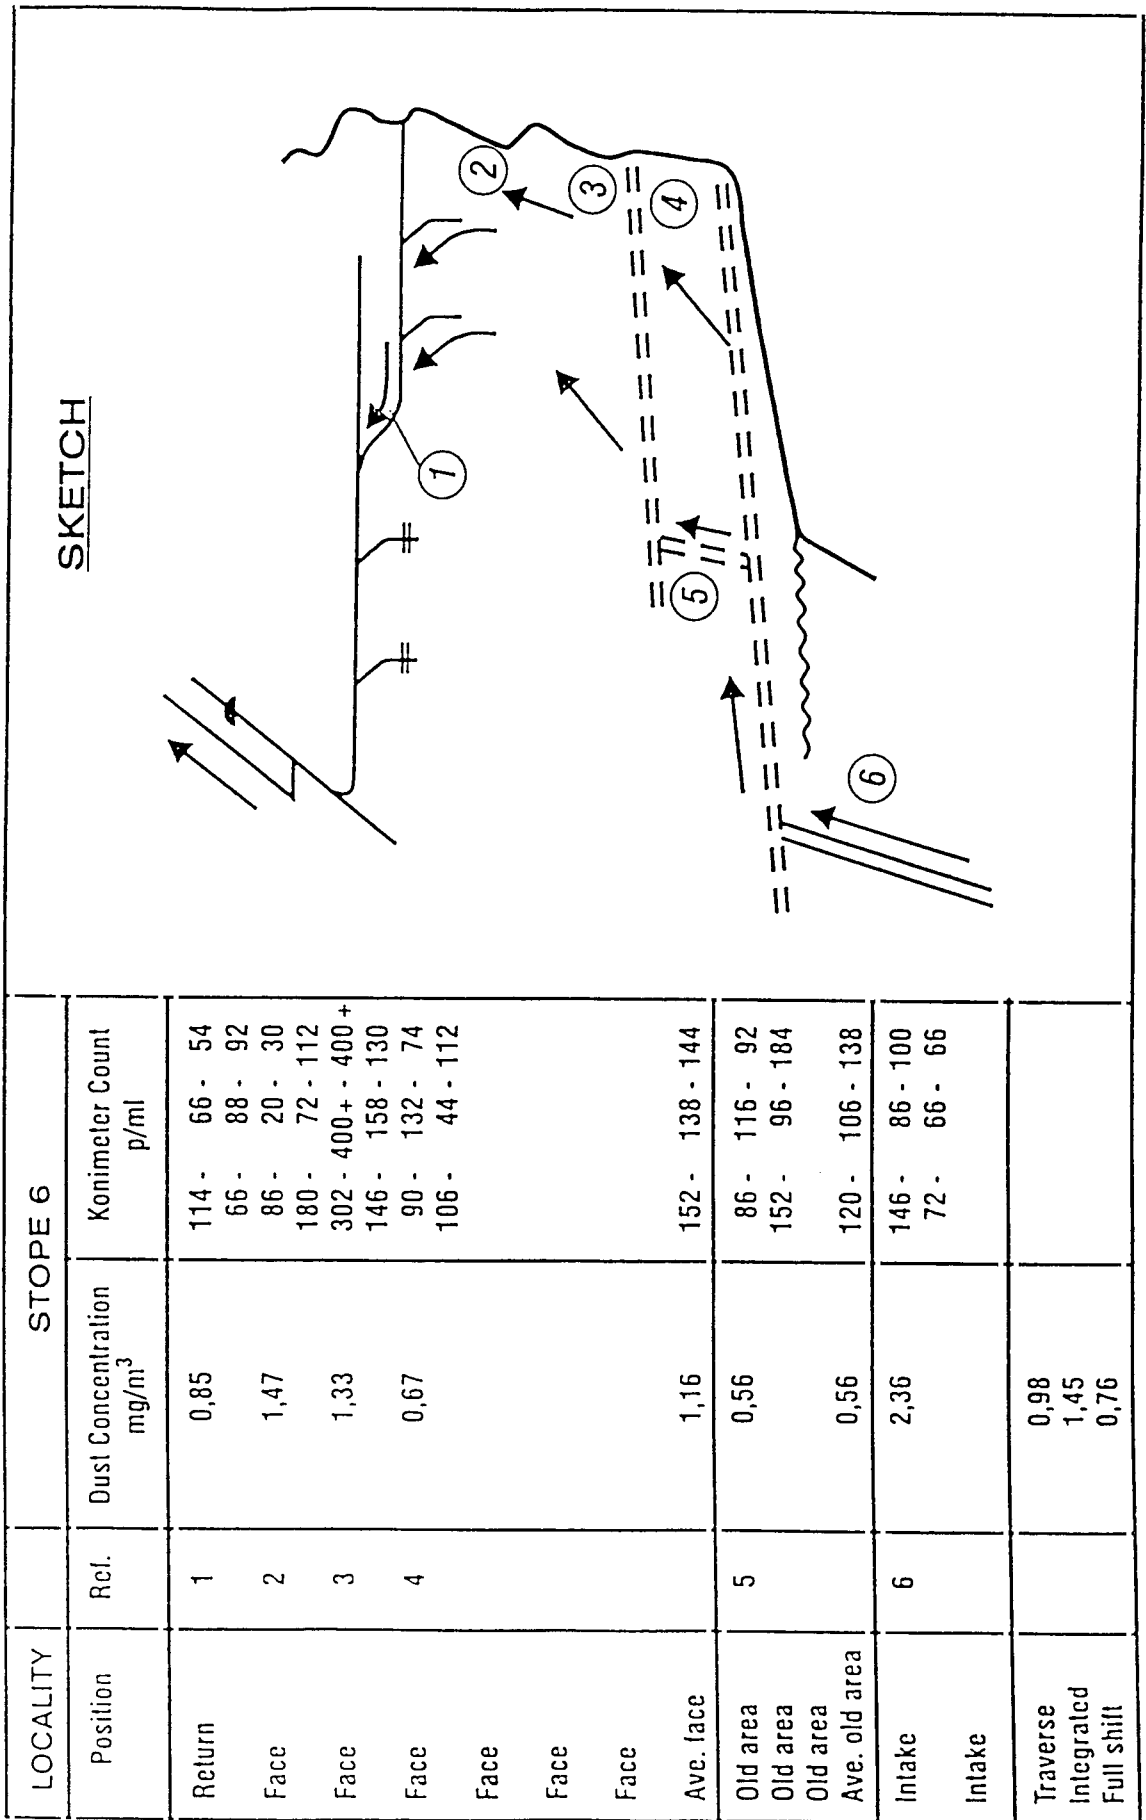 LOCALITY STOPE 6
Position Ref. Dust Concentration mg/m³ Konimeter Count p/ml
Return 1 0,85 114 - 66 - 54
66 - 88 - 92
Face 2 1,47 86 - 20 - 30
180 - 72 - 112
Face 3 1,33 302 - 400+ - 400+
146 - 158 - 130
Face 4 0,67 90 - 132 - 74
106 - 44 - 112
Face
Face
Face
Ave. face 1,16 152 - 138 - 144
Old area 5 0,56 86 - 116 - 92
Old area 152 - 96 - 184
Old area
Ave. old area 0,56 120 - 106 - 138
Intake 6 2,36 146 - 86 - 100
72 - 66 - 66
Intake
Traverse 0,98
Integrated 1,45
Full shift 0,76
SKETCH
1
2
3
4
5
6